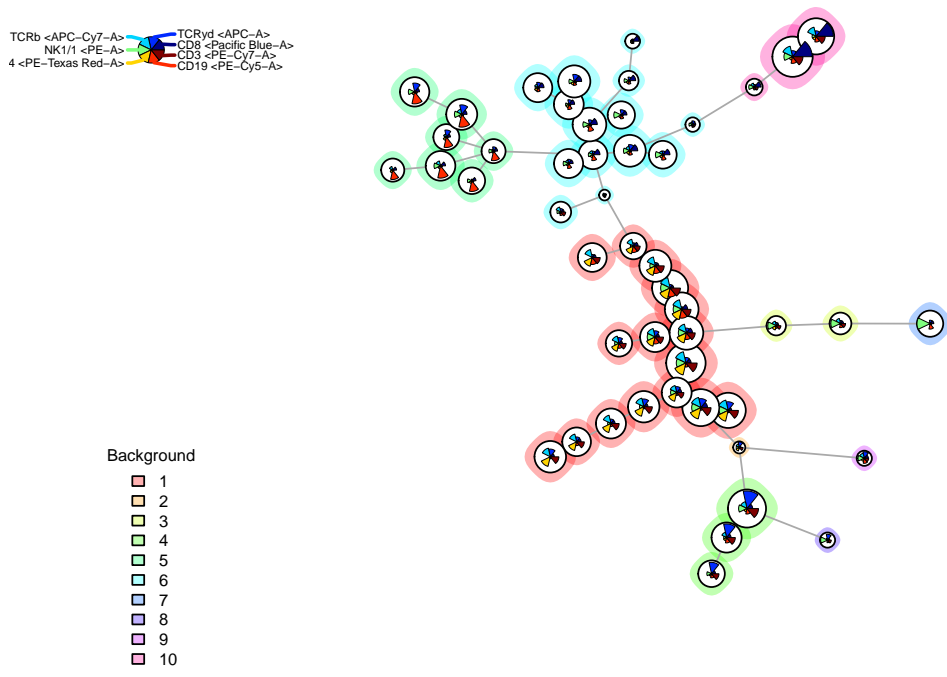 TCRb <APC−Cy7−A>
NK1/1 <PE−A>
4 <PE−Texas Red−A>
TCRyd <APC−A>
CD8 <Pacific Blue−A>
CD3 <PE−Cy7−A>
CD19 <PE−Cy5−A>
Background
1
2
3
4
5
6
7
8
9
10